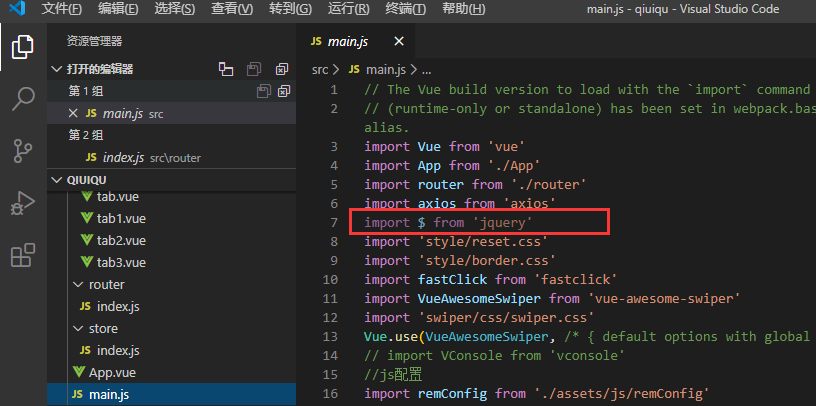 文件(F) 编辑(E) 选择(S) 查看(V) 转到(G) 运行(R) 终端(T) 帮助(H) main.js - qiuiqu - Visual Studio Code
资源管理器
打开的编辑器
第 1 组
JS main.js src
第 2 组
JS index.js src\router
QIUIQU
tab.vue
tab1.vue
tab2.vue
tab3.vue
router
JS index.js
store
JS index.js
App.vue
JS main.js
JS main.js
src > JS main.js > ...
1 // The Vue build version to load with the `import` command
2 // (runtime-only or standalone) has been set in webpack.bas
alias.
3 import Vue from 'vue'
4 import App from './App'
5 import router from './router'
6 import axios from 'axios'
7 import $ from 'jquery'
8 import 'style/reset.css'
9 import 'style/border.css'
10 import fastClick from 'fastclick'
11 import VueAwesomeSwiper from 'vue-awesome-swiper'
12 import 'swiper/css/swiper.css'
13 Vue.use(VueAwesomeSwiper, /* { default options with global
14 // import VConsole from 'vconsole'
15 //js配置
16 import remConfig from './assets/js/remConfig'